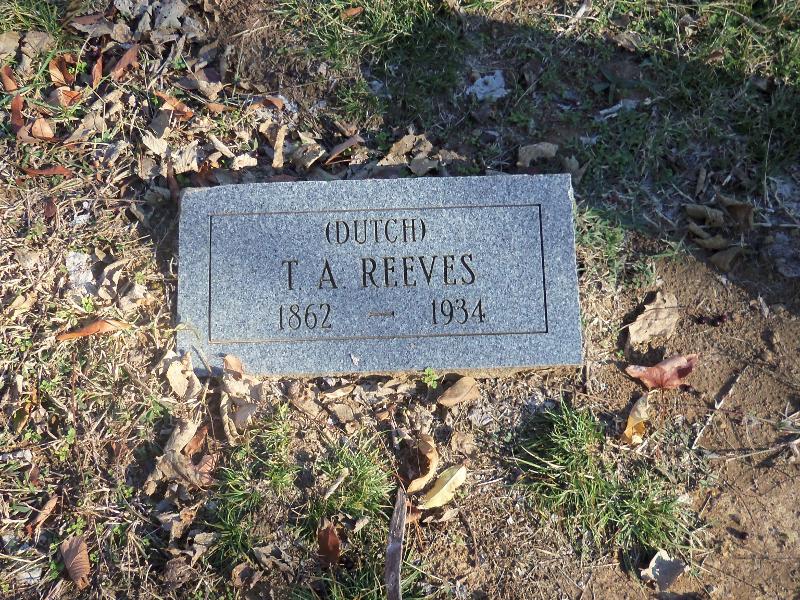 (DUTCH)
T A REEVES
1862 — 1934